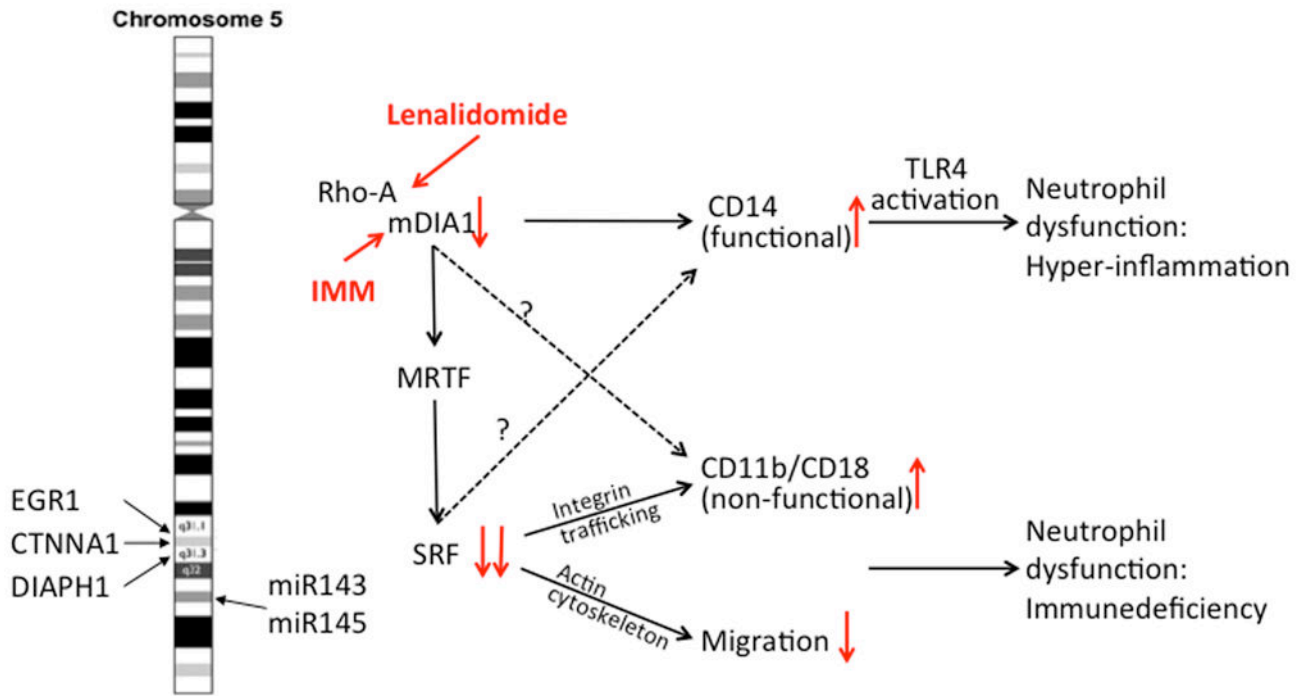 Chromosome 5
EGR1
CTNNA1
DIAPH1
q31.1
q31.3
q32
miR143
miR145
Lenalidomide
Rho-A
mDIA1
IMM
MRTF
SRF
?
?
CD14
(functional)
TLR4
activation
Neutrophil
dysfunction:
Hyper-inflammation
Integrin
trafficking
CD11b/CD18
(non-functional)
Actin
cytoskeleton
Migration
Neutrophil
dysfunction:
Immunedeficiency